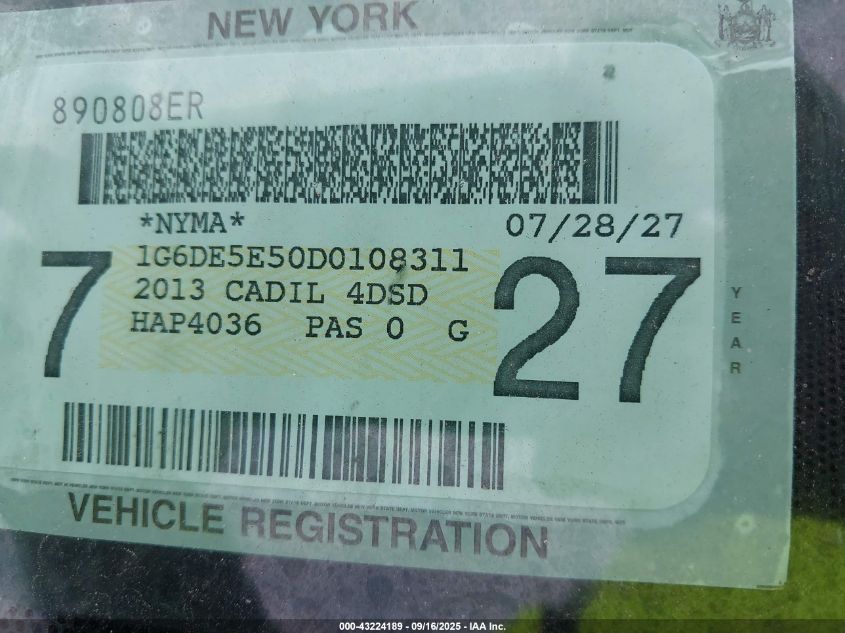 NEW YORK
890808ER
*NYMA* 07/28/27
7 27
1G6DE5E50D0108311
2013 CADIL 4DSD
HAP4036 PAS 0 G
YEAR
VEHICLE REGISTRATION
000-43224189 - 09/16/2025 - IAA Inc.